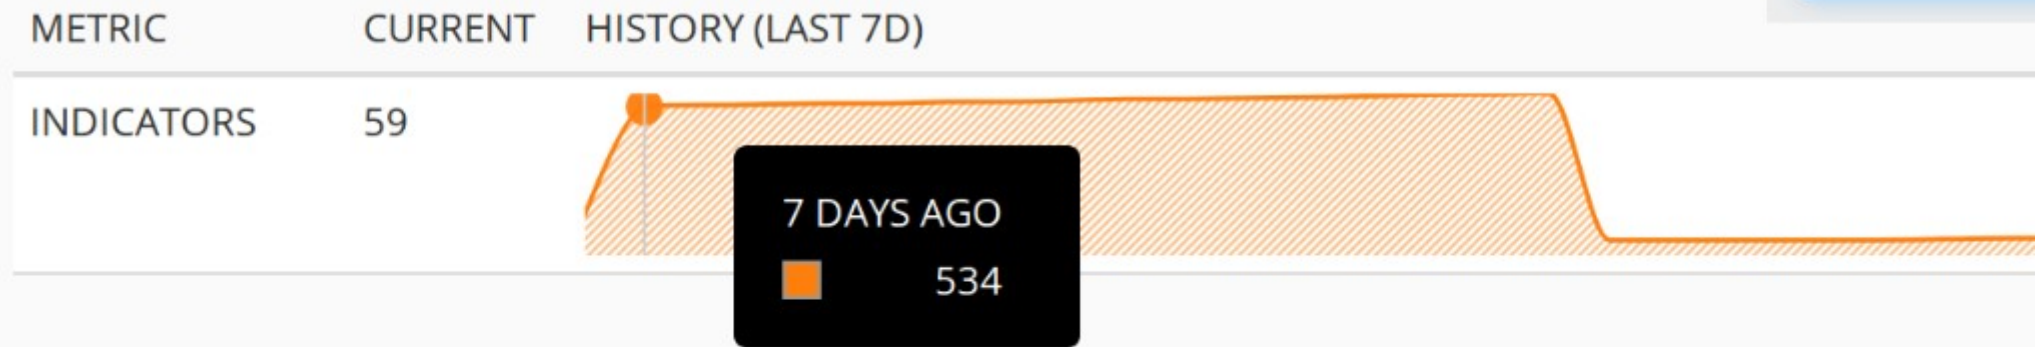 METRIC CURRENT HISTORY (LAST 7D)
INDICATORS 59
7 DAYS AGO
534